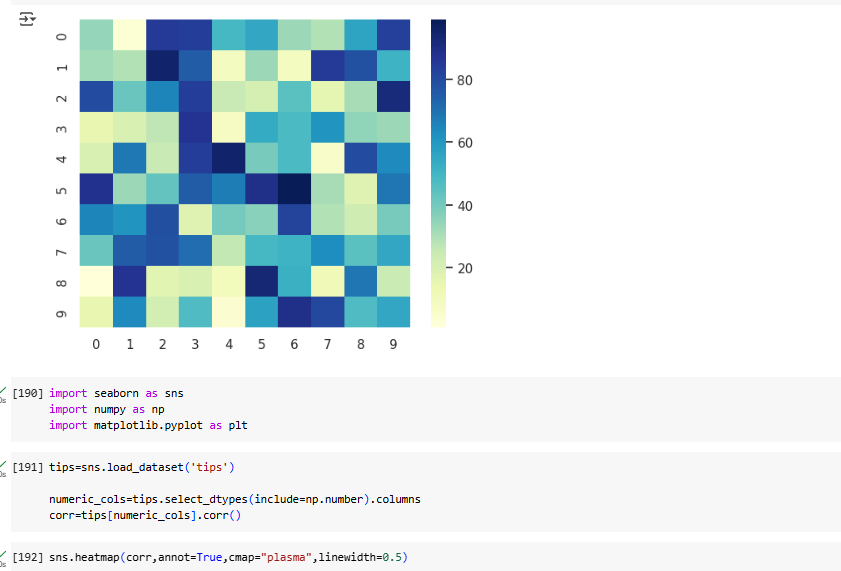 0
1
2
3
4
5
6
7
8
9
0 1 2 3 4 5 6 7 8 9
80
60
40
20
[190] import seaborn as sns
import numpy as np
import matplotlib.pyplot as plt
0s
[191] tips=sns.load_dataset('tips')
0s
numeric_cols=tips.select_dtypes(include=np.number).columns
corr=tips[numeric_cols].corr()
[192] sns.heatmap(corr,annot=True,cmap="plasma",linewidth=0.5)
0s